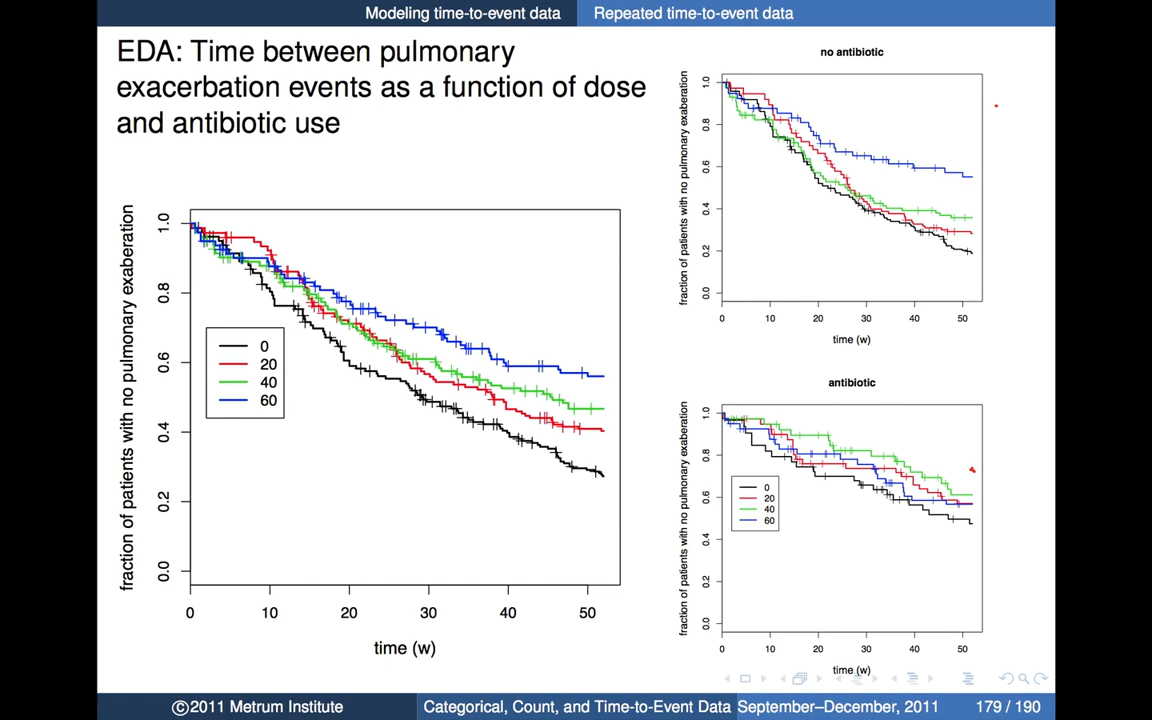 Modeling time-to-event data
Repeated time-to-event data
EDA: Time between pulmonary
exacerbation events as a function of dose
and antibiotic use
fraction of patients with no pulmonary exaberation
1.0
0.8
0.6
0.4
0.2
0.0
0
20
40
60
0 10 20 30 40 50
time (w)
no antibiotic
fraction of patients with no pulmonary exaberation
1.0
0.8
0.6
0.4
0.2
0.0
0 10 20 30 40 50
time (w)
antibiotic
fraction of patients with no pulmonary exaberation
1.0
0.8
0.6
0.4
0.2
0.0
0
20
40
60
0 10 20 30 40 50
time (w)
©2011 Metrum Institute
Categorical, Count, and Time-to-Event Data
September–December, 2011
179 / 190